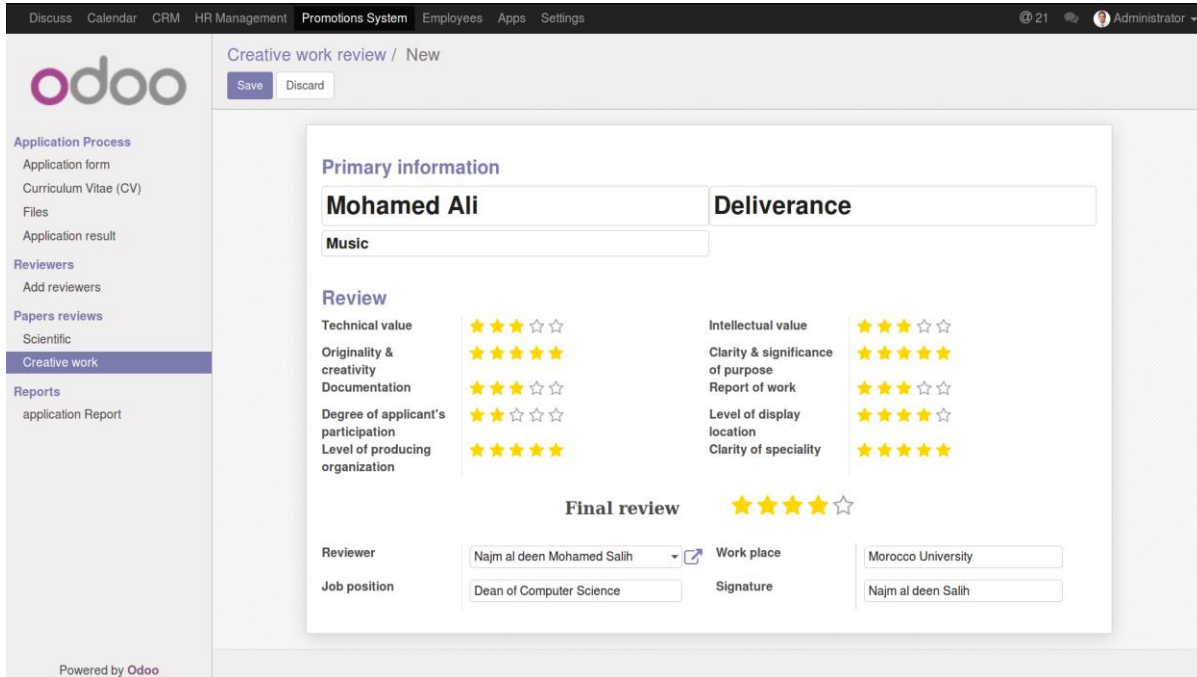 Discuss Calendar CRM HR Management Promotions System Employees Apps Settings @ 21 Administrator
odoo
Application Process
Application form
Curriculum Vitae (CV)
Files
Application result
Reviewers
Add reviewers
Papers reviews
Scientific
Creative work
Reports
application Report
Powered by Odoo
Creative work review / New
Save Discard
Primary information
Mohamed Ali Deliverance
Music
Review
Technical value Intellectual value
Originality & Clarity & significance
creativity of purpose
Documentation Report of work
Degree of applicant's Level of display
participation location
Level of producing Clarity of speciality
organization
Final review
Reviewer Najm al deen Mohamed Salih Work place Morocco University
Job position Dean of Computer Science Signature Najm al deen Salih